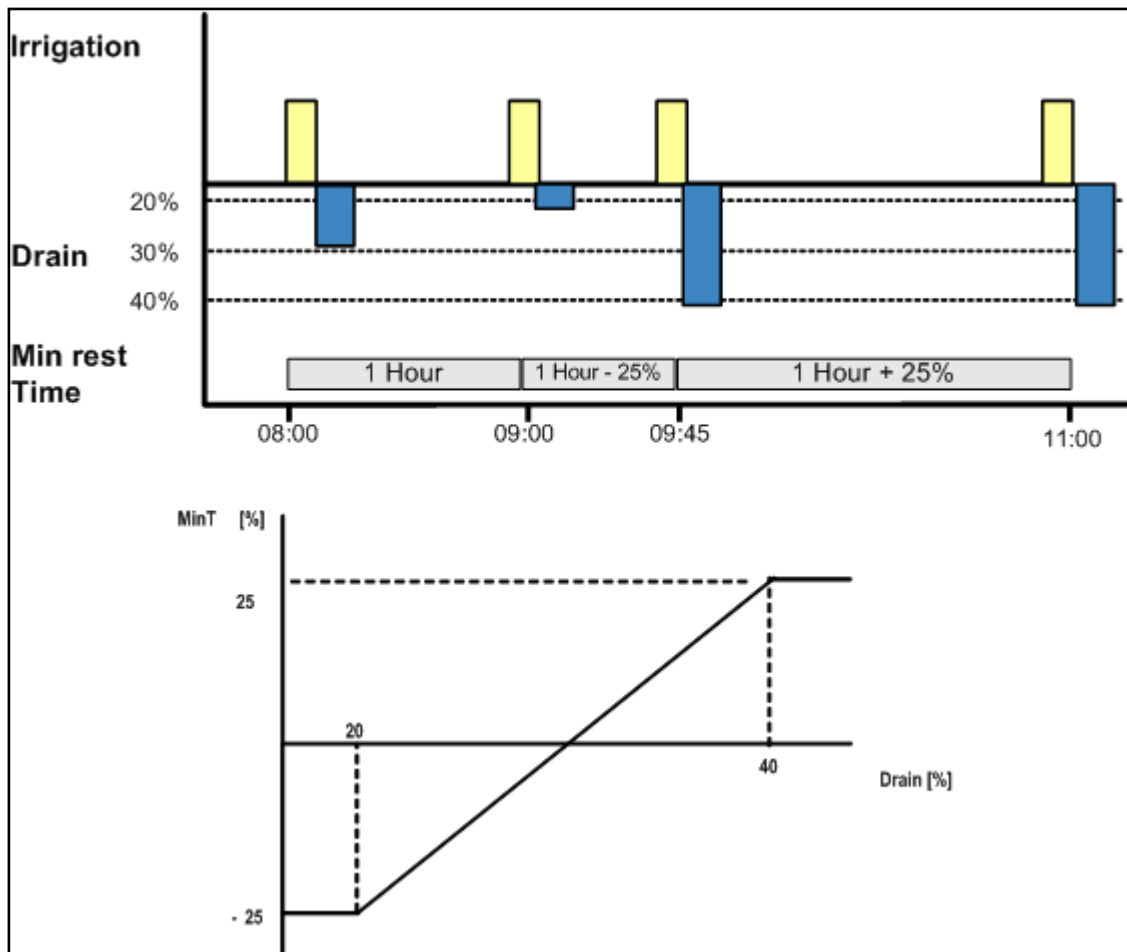 Irrigation
20%
Drain 30%
40%
Min rest
Time
1 Hour 1 Hour - 25% 1 Hour + 25%
08:00 09:00 09:45 11:00
MinT [%]
25
20
40
Drain [%]
- 25